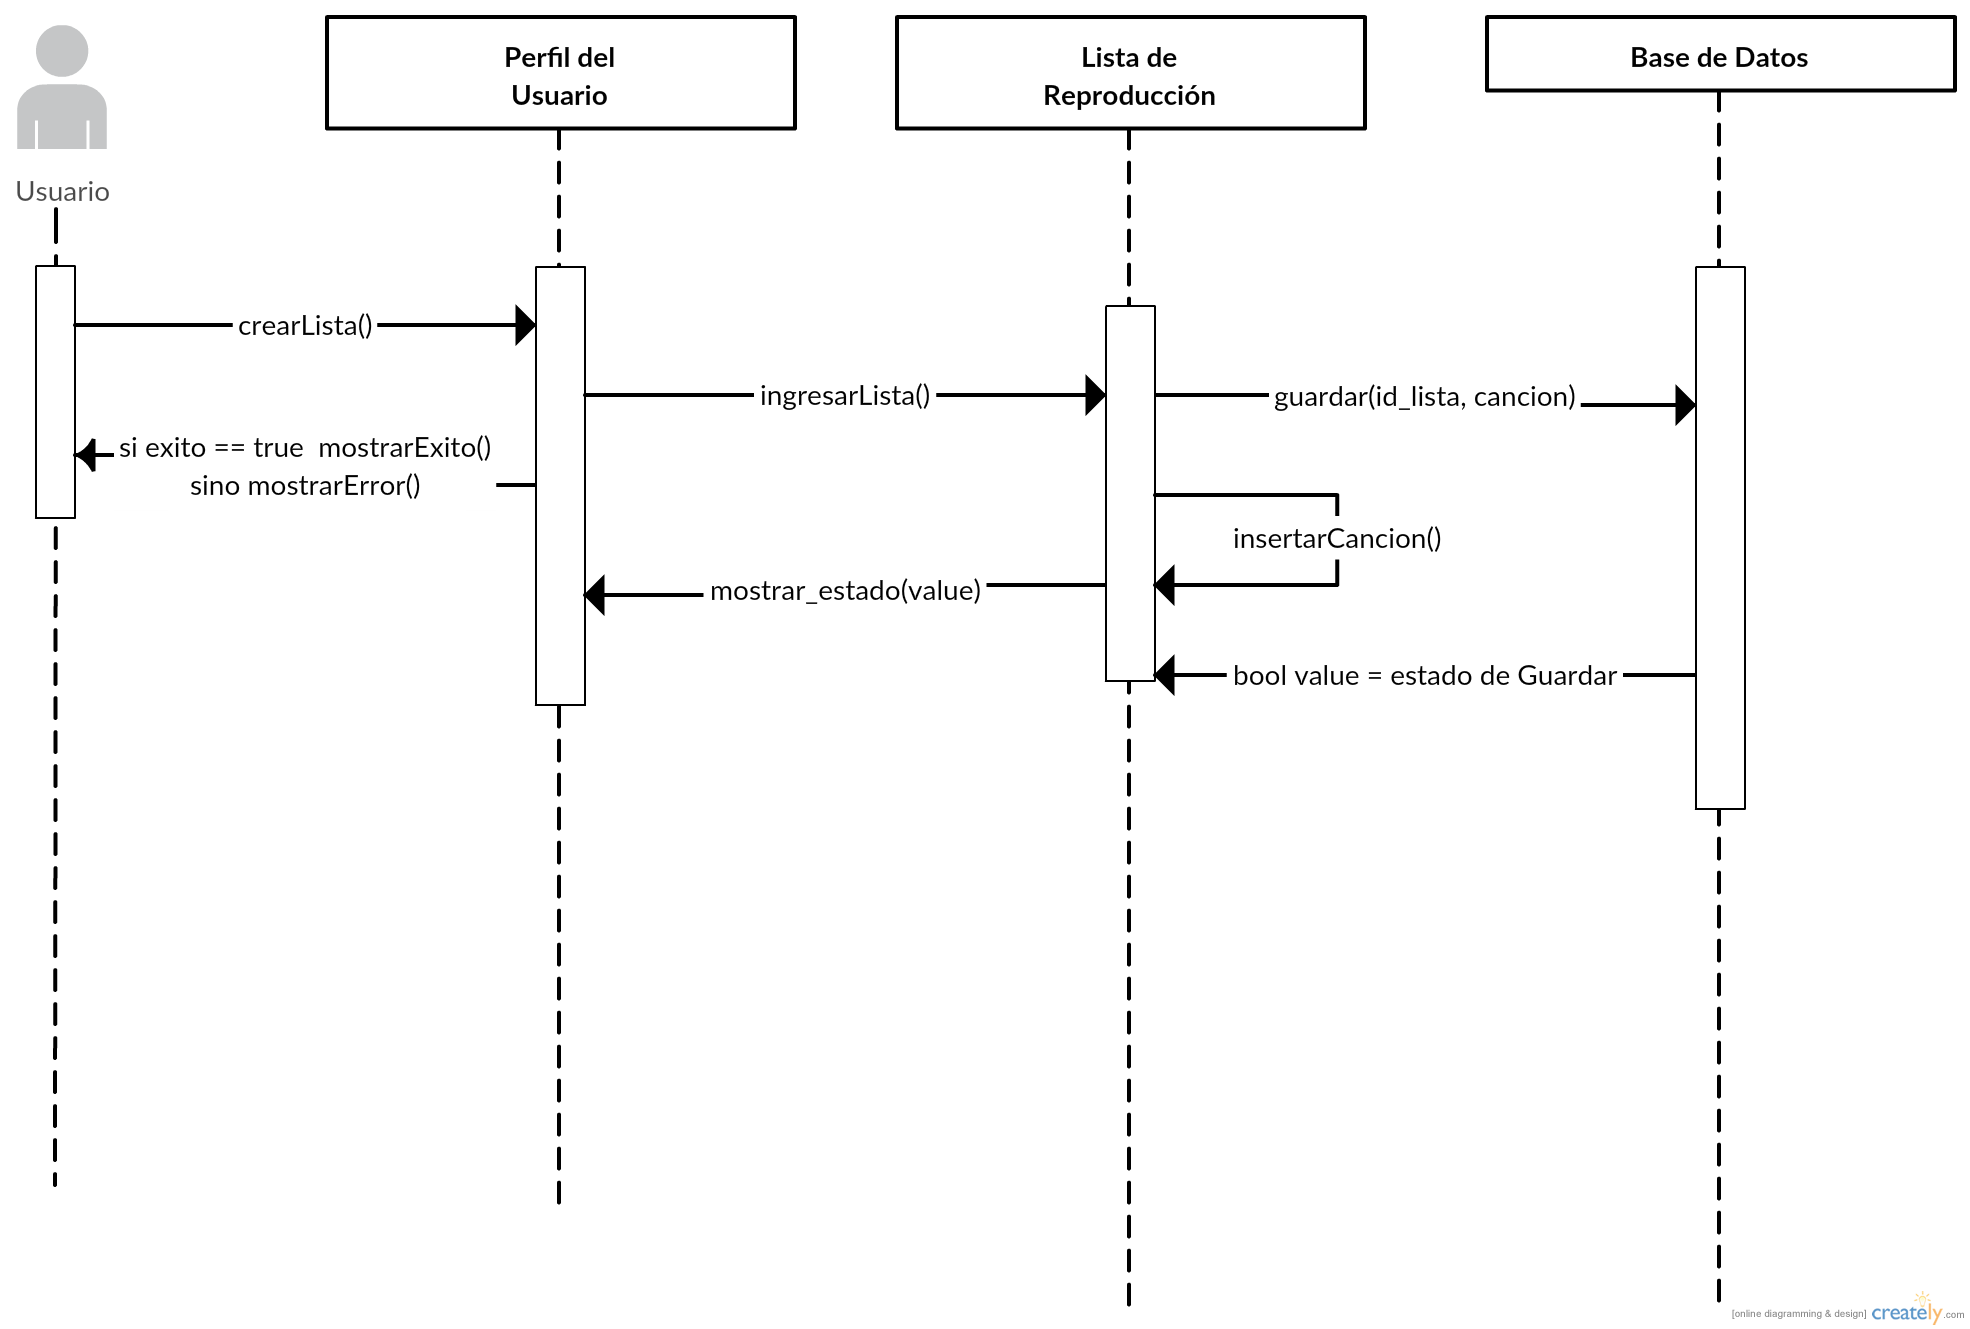 Perfil del
Usuario
Lista de
Reproducción
Base de Datos
Usuario
crearLista()
ingresarLista()
guardar(id_lista, cancion)
si exito == true  mostrarExito()
sino mostrarError()
insertarCancion()
mostrar_estado(value)
bool value = estado de Guardar
[online diagramming & design] creately.com